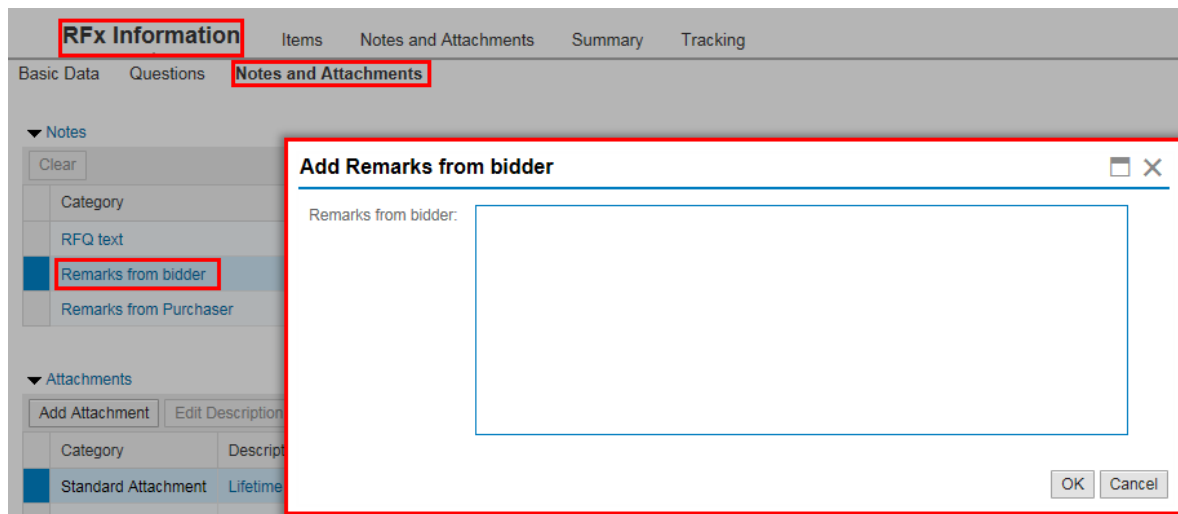 RFx Information Items Notes and Attachments Summary Tracking
Basic Data Questions Notes and Attachments
Notes
Clear
Category
RFQ text
Remarks from bidder
Remarks from Purchaser
Attachments
Add Attachment Edit Description
Category Descript
Standard Attachment Lifetime
Add Remarks from bidder
Remarks from bidder:
OK Cancel